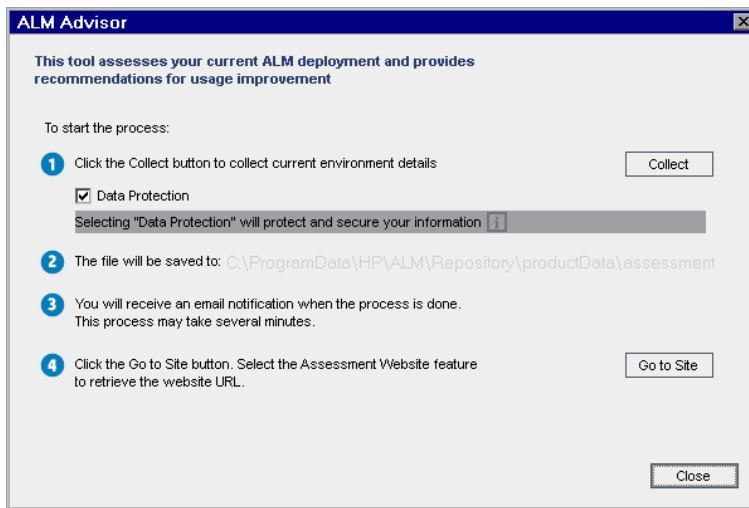 ALM Advisor
This tool assesses your current ALM deployment and provides
recommendations for usage improvement
To start the process:
1 Click the Collect button to collect current environment details Collect
Data Protection
Selecting "Data Protection" will protect and secure your information i
2 The file will be saved to: C:\ProgramData\HP\ALM\Repository\productData\assessment
3 You will receive an email notification when the process is done.
This process may take several minutes.
4 Click the Go to Site button. Select the Assessment Website feature Go to Site
to retrieve the website URL.
Close